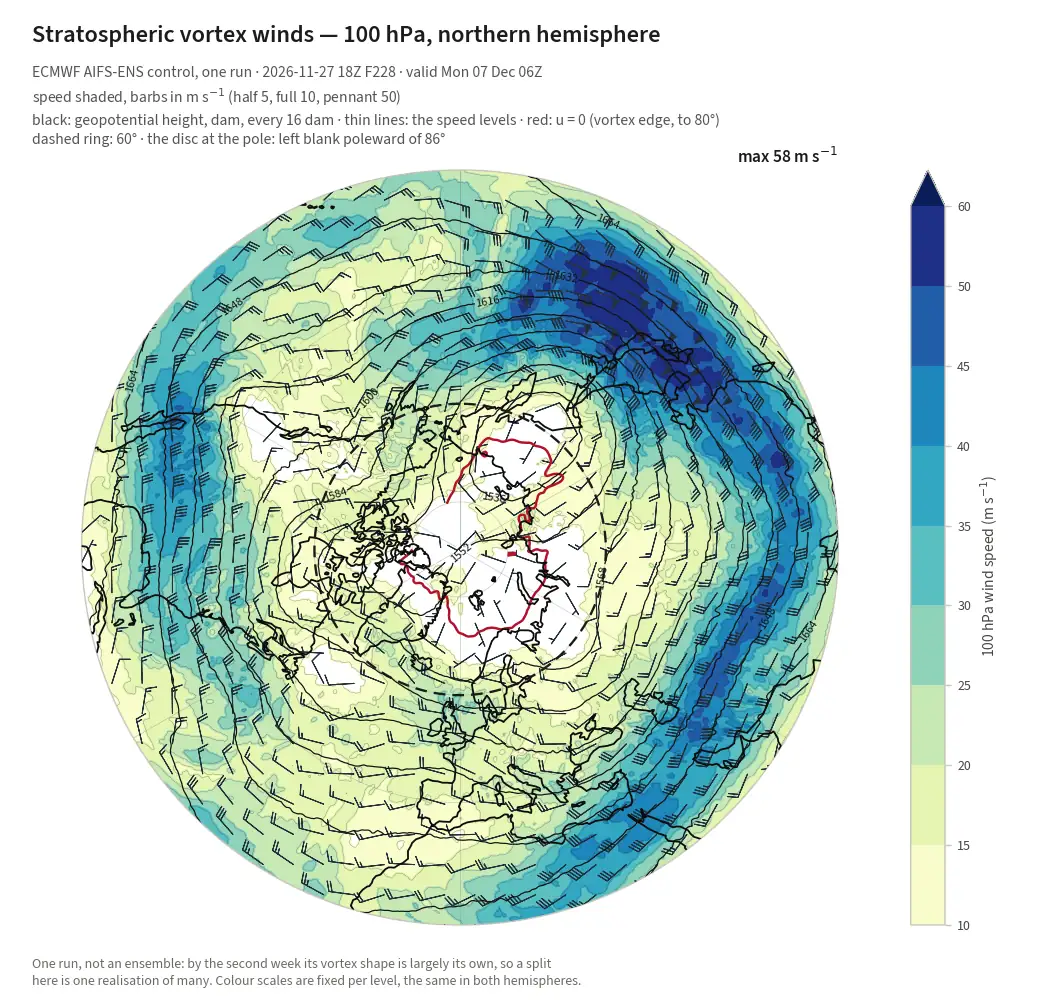 Stratospheric vortex winds — 100 hPa, northern hemisphere
ECMWF AIFS-ENS control, one run · 2026-11-27 18Z F228 · valid Mon 07 Dec 06Z
speed shaded, barbs in m s⁻¹ (half 5, full 10, pennant 50)
black: geopotential height, dam, every 16 dam · thin lines: the speed levels · red: u = 0 (vortex edge, to 80°)
dashed ring: 60° · the disc at the pole: left blank poleward of 86°
max 58 m s⁻¹
1664
1632
1616
1648
1664
1600
1584
1536
1552
1568
1664
60
50
45
40
35
30
25
20
15
10
100 hPa wind speed (m s⁻¹)
One run, not an ensemble: by the second week its vortex shape is largely its own, so a split
here is one realisation of many. Colour scales are fixed per level, the same in both hemispheres.